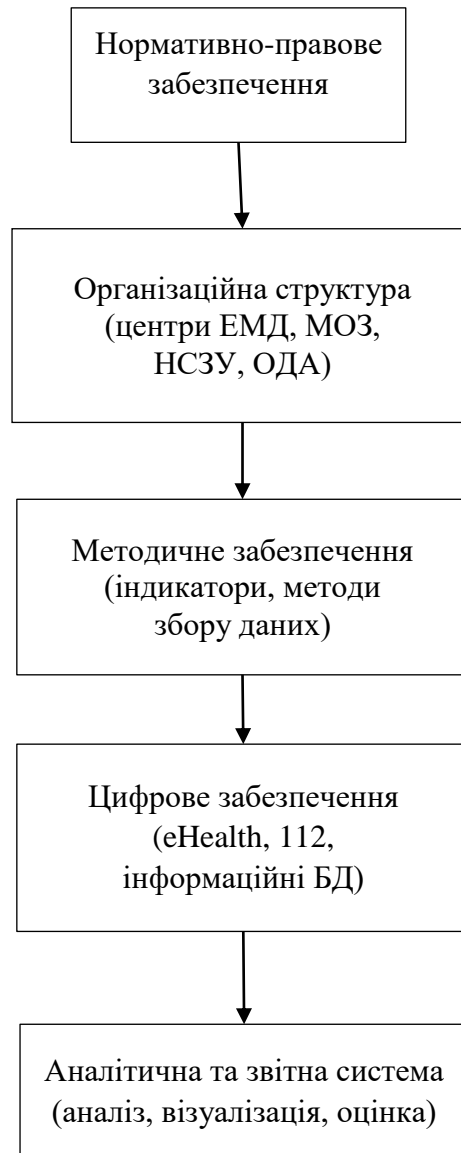 Нормативно-правове
забезпечення
Організаційна структура
(центри ЕМД, МОЗ,
НСЗУ, ОДА)
Методичне забезпечення
(індикатори, методи
збору даних)
Цифрове забезпечення
(eHealth, 112,
інформаційні БД)
Аналітична та звітна система
(аналіз, візуалізація, оцінка)